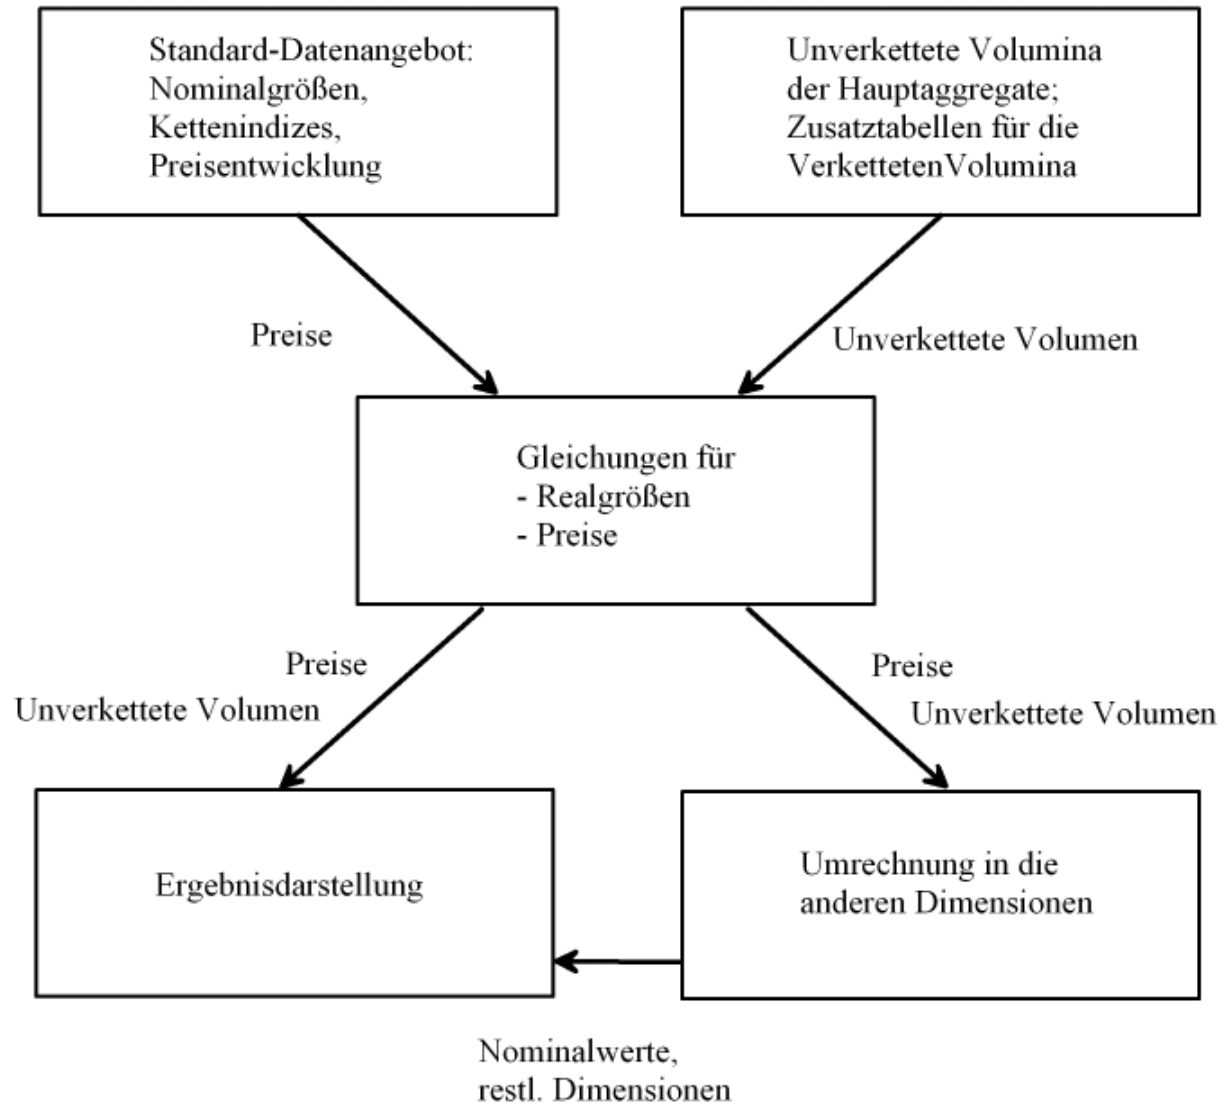 Standard-Datenangebot:
Nominalgrößen,
Kettenindizes,
Preisentwicklung
Unverkettete Volumina
der Hauptaggregate;
Zusatztabellen für die
VerkettetenVolumina
Preise
Unverkettete Volumen
Gleichungen für
- Realgrößen
- Preise
Preise
Unverkettete Volumen
Preise
Unverkettete Volumen
Ergebnisdarstellung
Umrechnung in die
anderen Dimensionen
Nominalwerte,
restl. Dimensionen